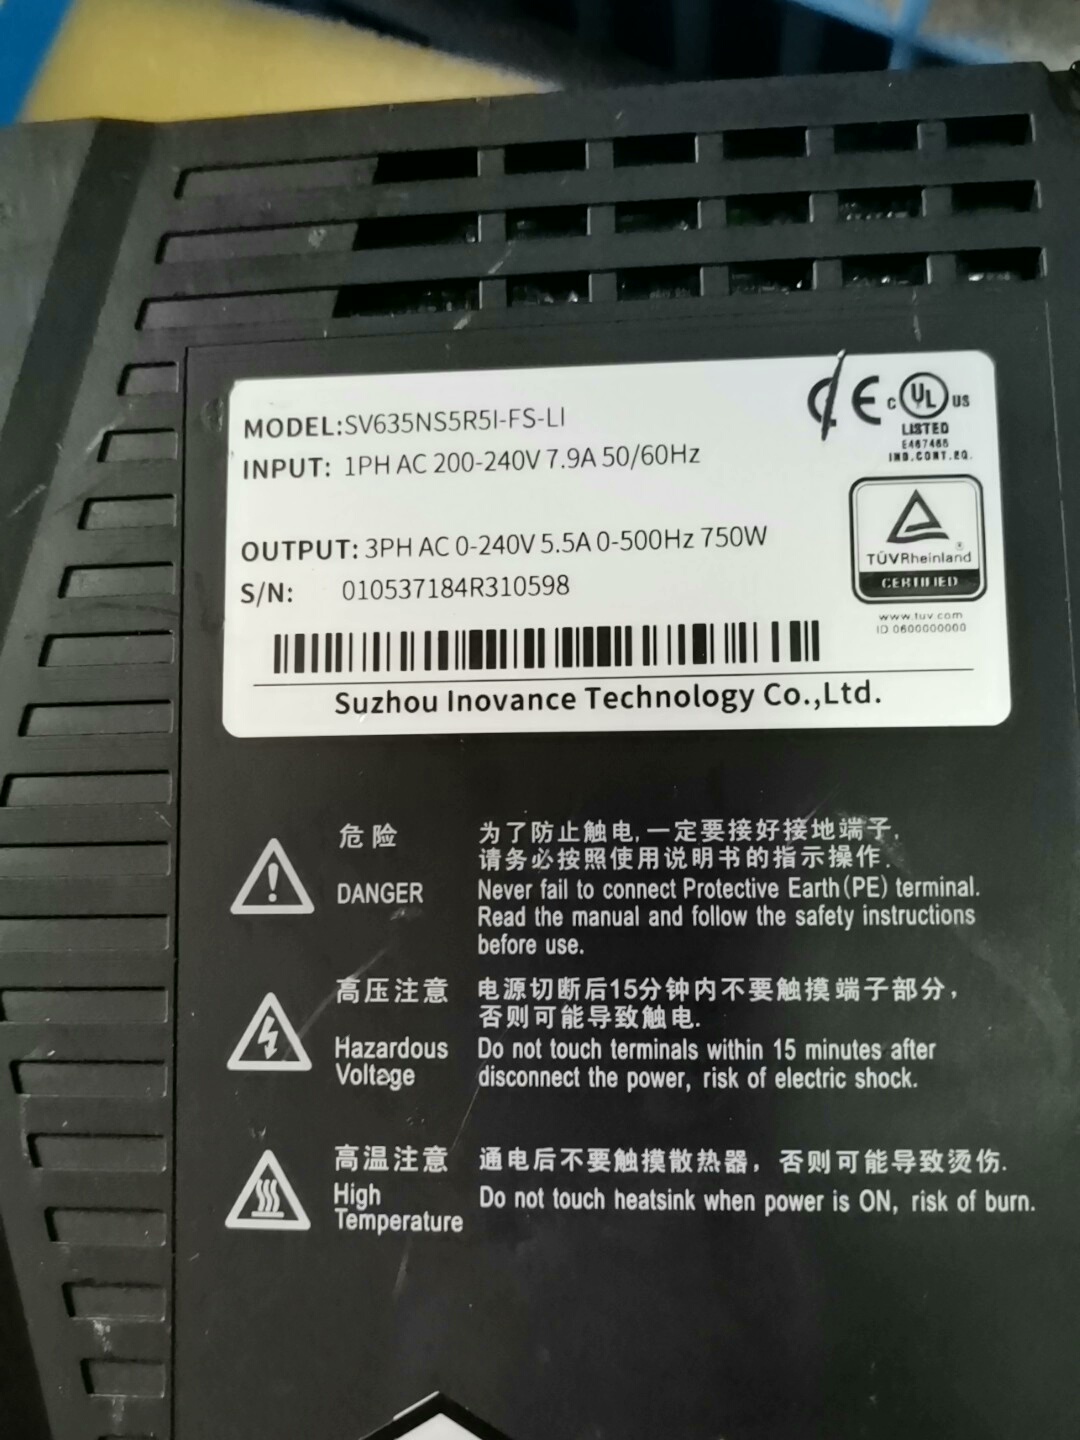 MODEL:SV635NS5R5I-FS-LI
INPUT: 1PH AC 200-240V 7.9A 50/60Hz
OUTPUT: 3PH AC 0-240V 5.5A 0-500Hz 750W
S/N: 010537184R310598
CE
c UL US
LISTED
E467466
IND.CONT.EQ.
TÜVRheinland®
CERTIFIED
www.tuv.com
ID 0600000000
Suzhou Inovance Technology Co.,Ltd.
危险
为了防止触电,一定要接好接地端子,
请务必按照使用说明书的指示操作.
DANGER
Never fail to connect Protective Earth(PE) terminal.
Read the manual and follow the safety instructions
before use.
高压注意
电源切断后15分钟内不要触摸端子部分，
否则可能导致触电.
Hazardous
Voltage
Do not touch terminals within 15 minutes after
disconnect the power, risk of electric shock.
高温注意
通电后不要触摸散热器，否则可能导致烫伤.
High
Temperature
Do not touch heatsink when power is ON, risk of burn.